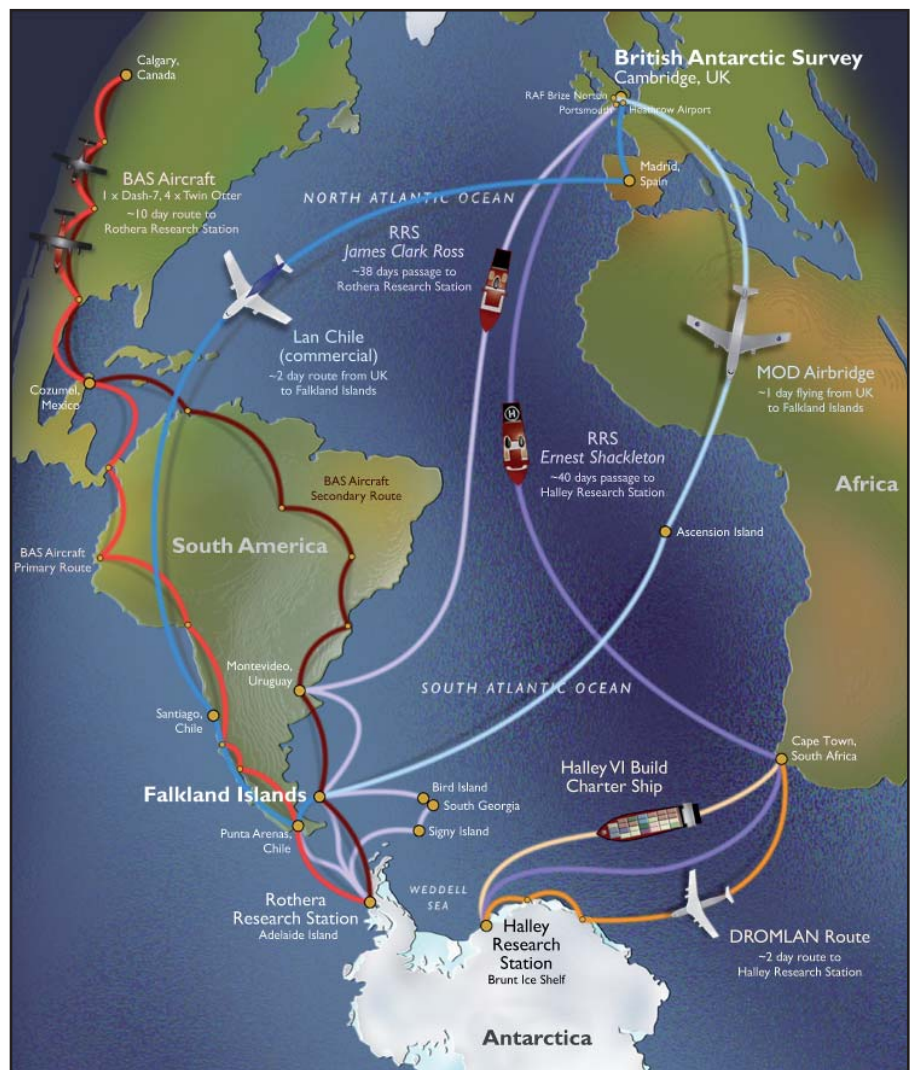 Calgary,
Canada
British Antarctic Survey
Cambridge, UK
RAF Brize Norton
Portsmouth
Heathrow Airport
BAS Aircraft
1 x Dash-7, 4 x Twin Otter
~10 day route to
Rothera Research Station
Madrid,
Spain
NORTH ATLANTIC OCEAN
RRS
James Clark Ross
~38 days passage to
Rothera Research Station
Lan Chile
(commercial)
~2 day route from UK
to Falkland Islands
MOD Airbridge
~1 day flying from UK
to Falkland Islands
Cozumel,
Mexico
H
RRS
Ernest Shackleton
~40 days passage to
Halley Research Station
BAS Aircraft
Secondary Route
Africa
Ascension Island
South America
BAS Aircraft
Primary Route
Montevideo,
Uruguay
SOUTH ATLANTIC OCEAN
Santiago,
Chile
Cape Town,
South Africa
Halley VI Build
Charter Ship
Falkland Islands
Bird Island
South Georgia
Signy Island
Punta Arenas,
Chile
WEDDELL
SEA
Rothera
Research Station
Adelaide Island
Halley
Research
Station
Brunt Ice Shelf
DROMLAN Route
~2 day route to
Halley Research Station
Antarctica